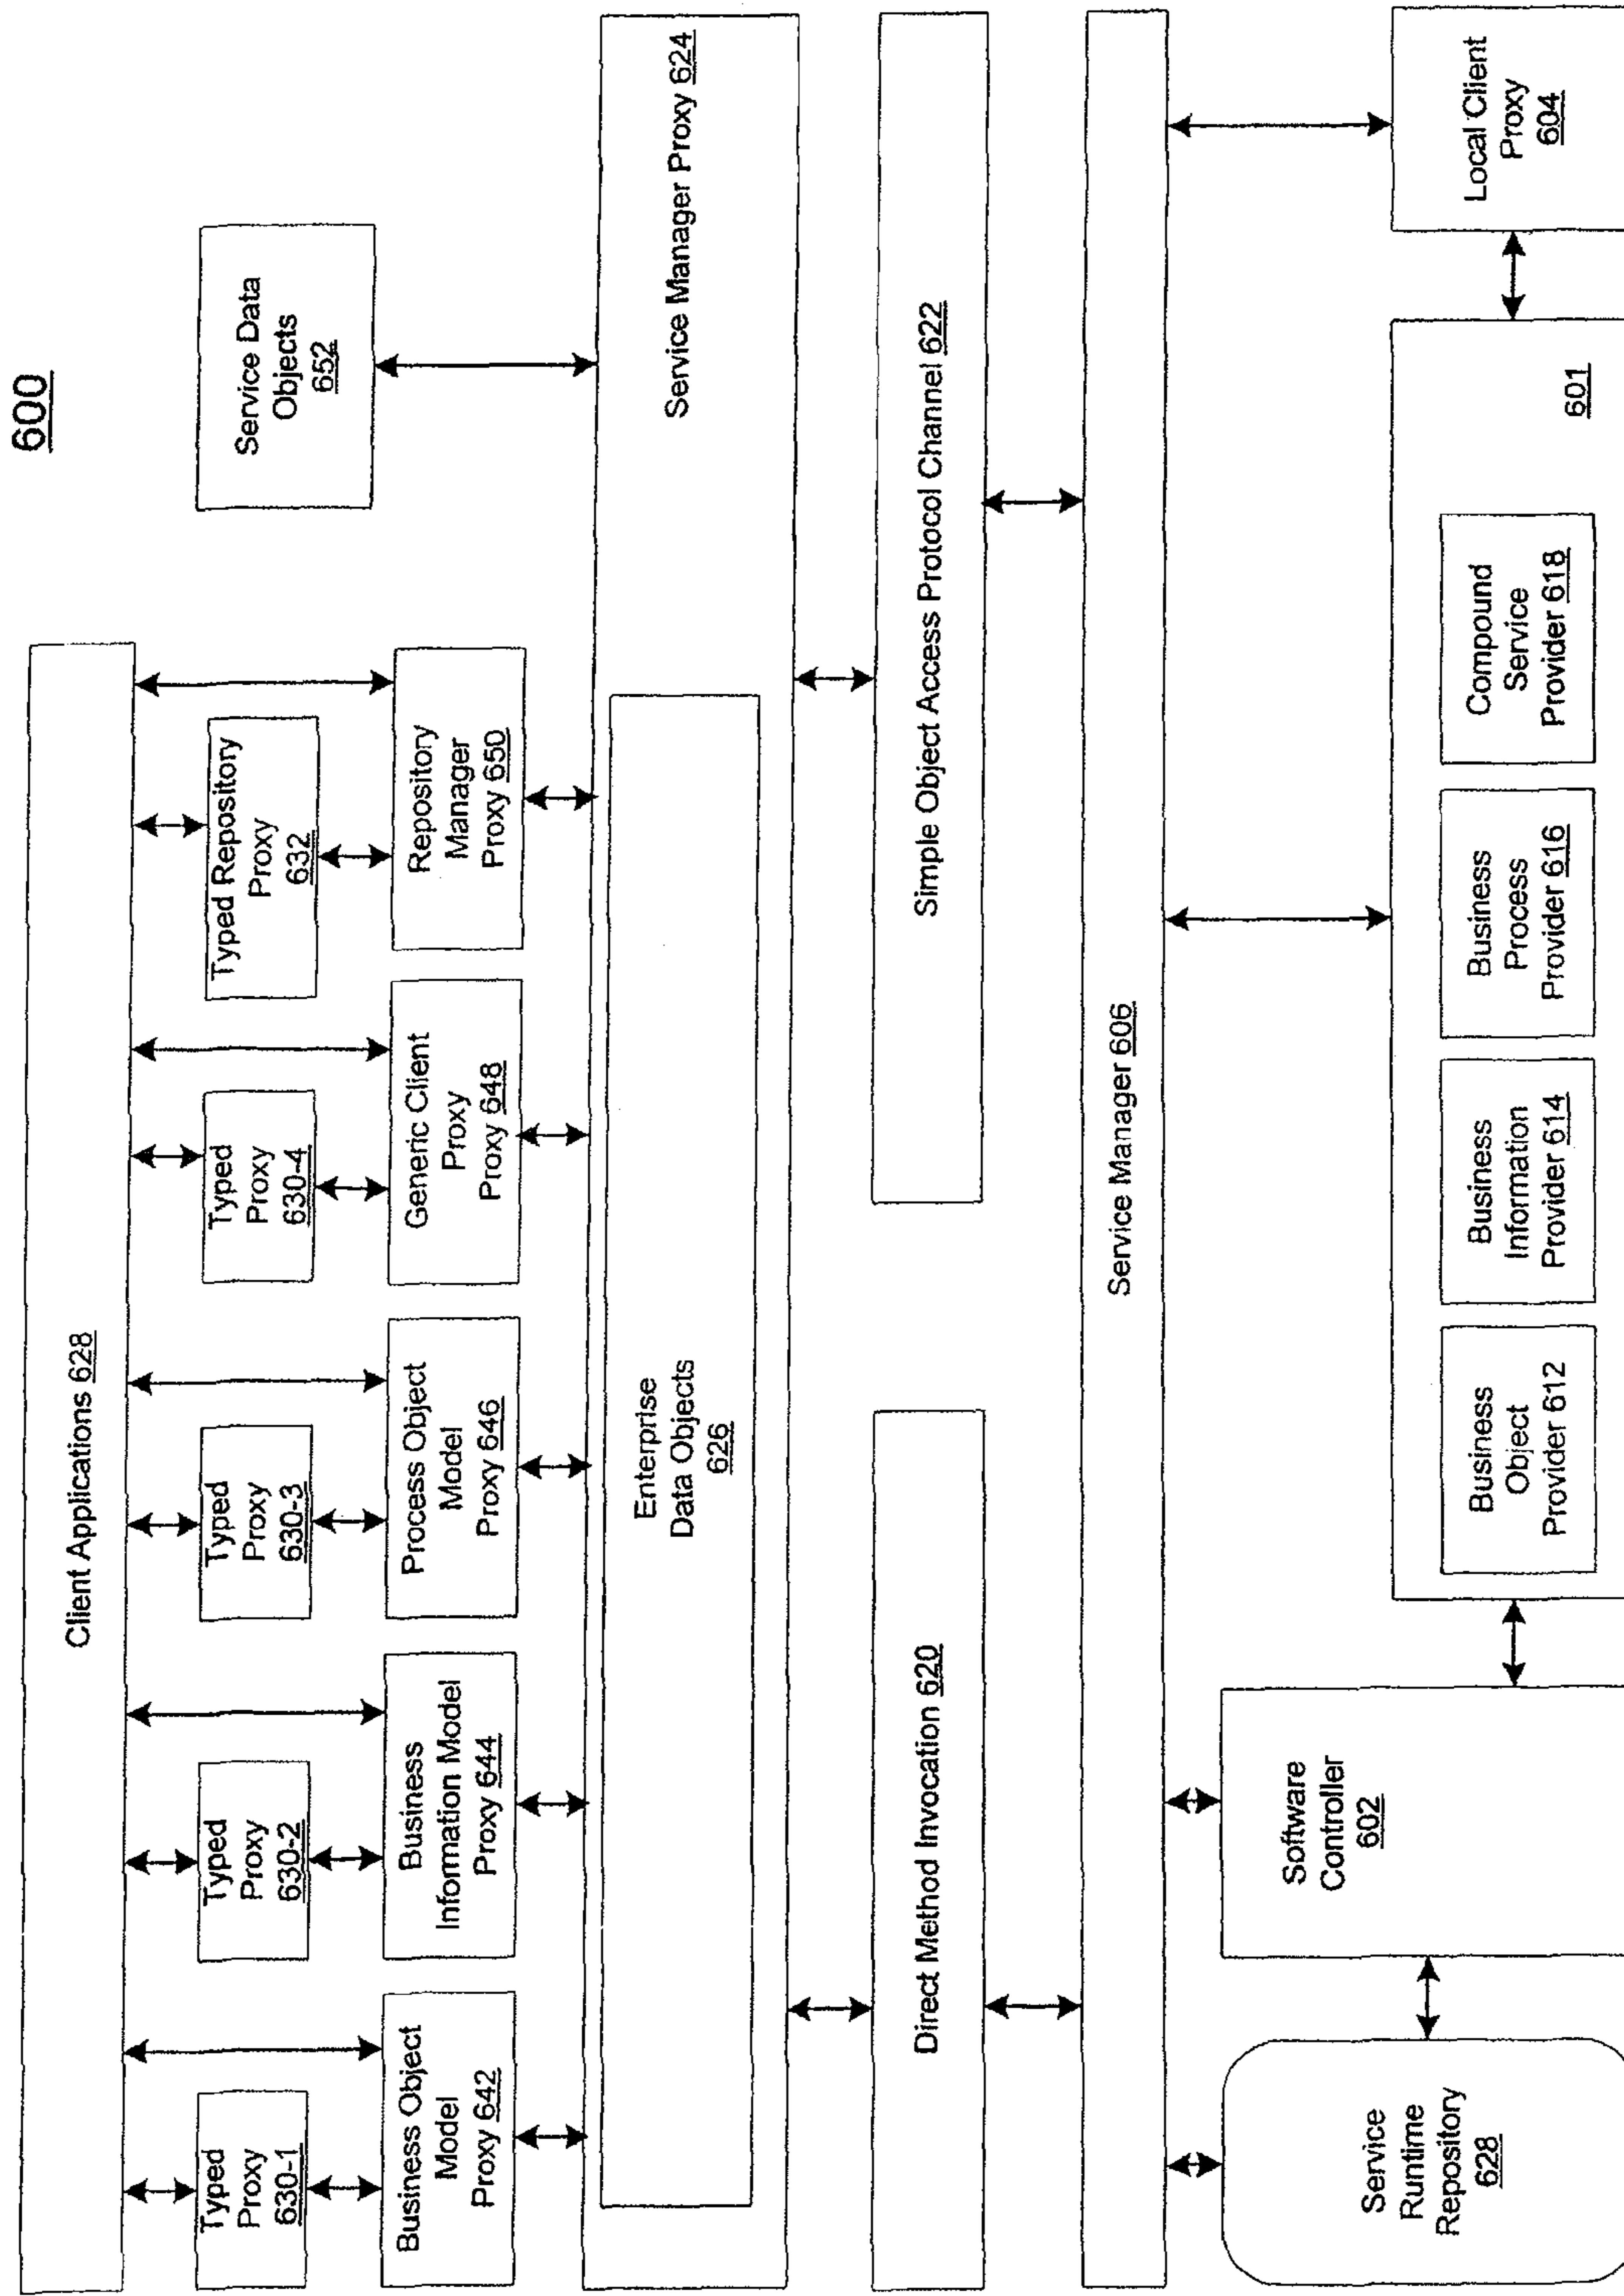 600
Client Applications 628
Typed
Proxy
630-1
Typed
Proxy
630-2
Typed
Proxy
630-3
Typed
Proxy
630-4
Typed Repository
Proxy
632
Service Data
Objects
652
Business Object
Model
Proxy 642
Business
Information Model
Proxy 644
Process Object
Model
Proxy 646
Generic Client
Proxy
Proxy 648
Repository
Manager
Proxy 650
Service Manager Proxy 624
Enterprise
Data Objects
626
Direct Method Invocation 620
Simple Object Access Protocol Channel 622
Service Manager 606
Service
Runtime
Repository
628
Software
Controller
602
Business
Object
Provider 612
Business
Information
Provider 614
Business
Process
Provider 616
Compound
Service
Provider 618
601
Local Client
Proxy
604